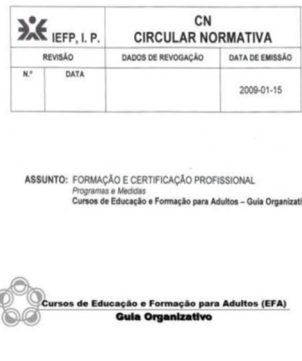 IEFP, I. P.
CN
CIRCULAR NORMATIVA
REVISÃO
DADOS DE REVOGAÇÃO
DATA DE EMISSÃO
N.º
DATA
2009-01-15
ASSUNTO: FORMAÇÃO E CERTIFICAÇÃO PROFISSIONAL
Programas e Medidas
Cursos de Educação e Formação para Adultos – Guia Organizati
Cursos de Educação e Formação para Adultos (EFA)
Guia Organizativo